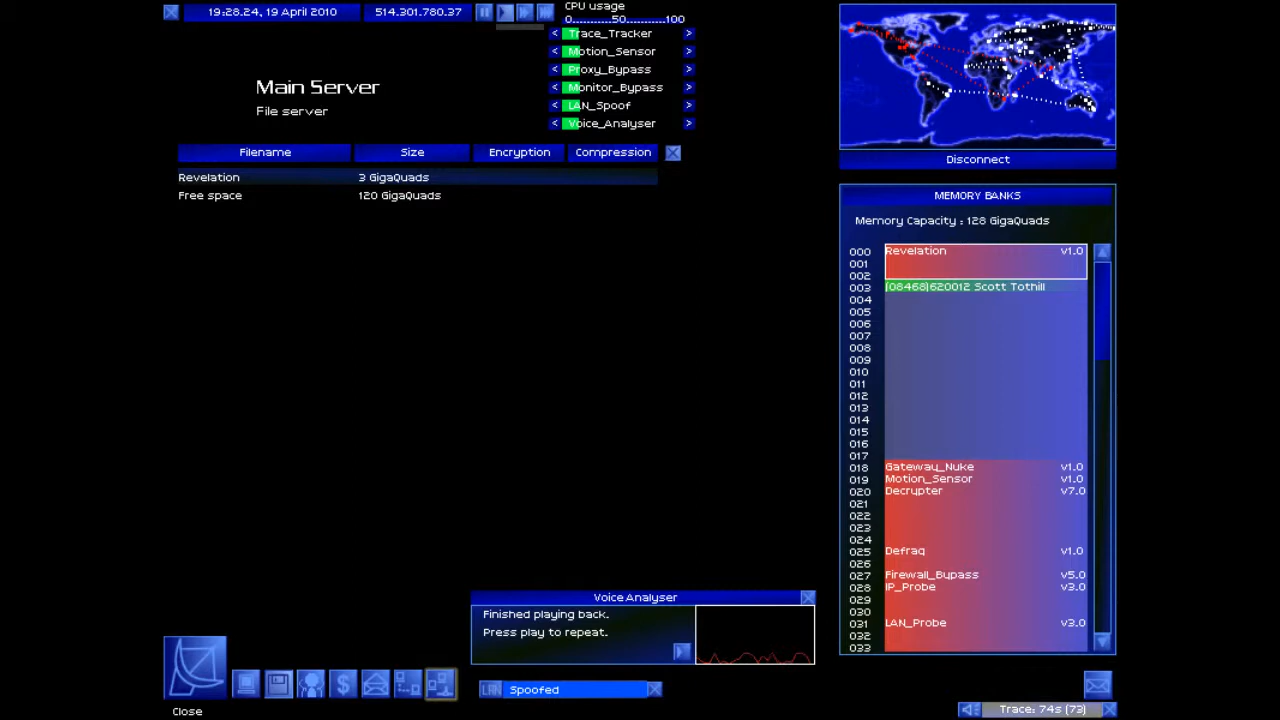 19:28.24, 19 April 2010
514.301.780.37
CPU usage
0.........50.........100
Trace_Tracker
Motion_Sensor
Proxy_Bypass
Monitor_Bypass
LAN_Spoof
Voice_Analyser
Main Server
File server
Filename Size Encryption Compression
Revelation 3 GigaQuads
Free space 120 GigaQuads
Disconnect
MEMORY BANKS
Memory Capacity : 128 GigaQuads
000 Revelation v1.0
001
002
003 (08468)620012 Scott Tothill
004
005
006
007
008
009
010
011
012
013
014
015
016
017
018 Gateway_Nuke v1.0
019 Motion_Sensor v1.0
020 Decrypter v7.0
021
022
023
024
025 Defrag v1.0
026
027 Firewall_Bypass v5.0
028 IP_Probe v3.0
029
030
031 LAN_Probe v3.0
032
033
Voice Analyser
Finished playing back.
Press play to repeat.
LAN Spoofed
Close
Trace: 74s (73)